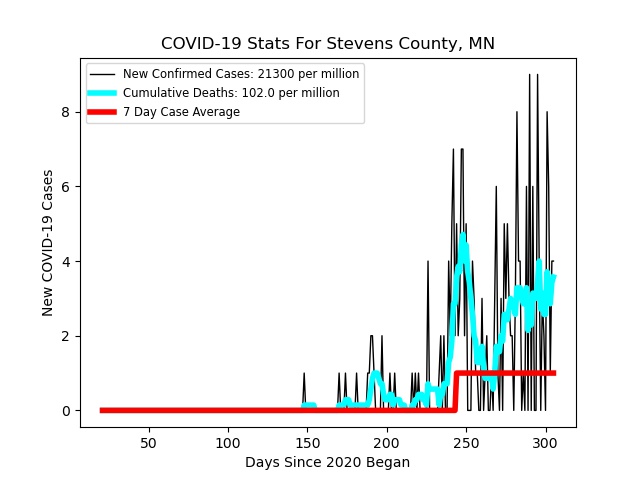 COVID-19 Stats For Stevens County, MN
New Confirmed Cases: 21300 per million
Cumulative Deaths: 102.0 per million
7 Day Case Average
New COVID-19 Cases
8
6
4
2
0
50 100 150 200 250 300
Days Since 2020 Began